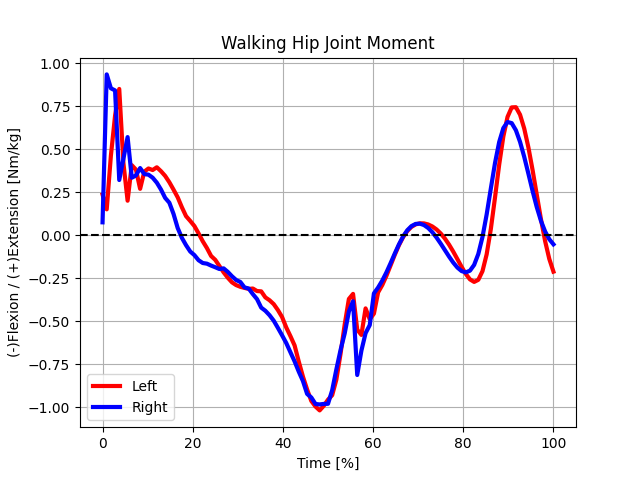 Walking Hip Joint Moment
(-)Flexion / (+)Extension [Nm/kg]
1.00
0.75
0.50
0.25
0.00
−0.25
−0.50
−0.75
−1.00
Left
Right
0 20 40 60 80 100
Time [%]